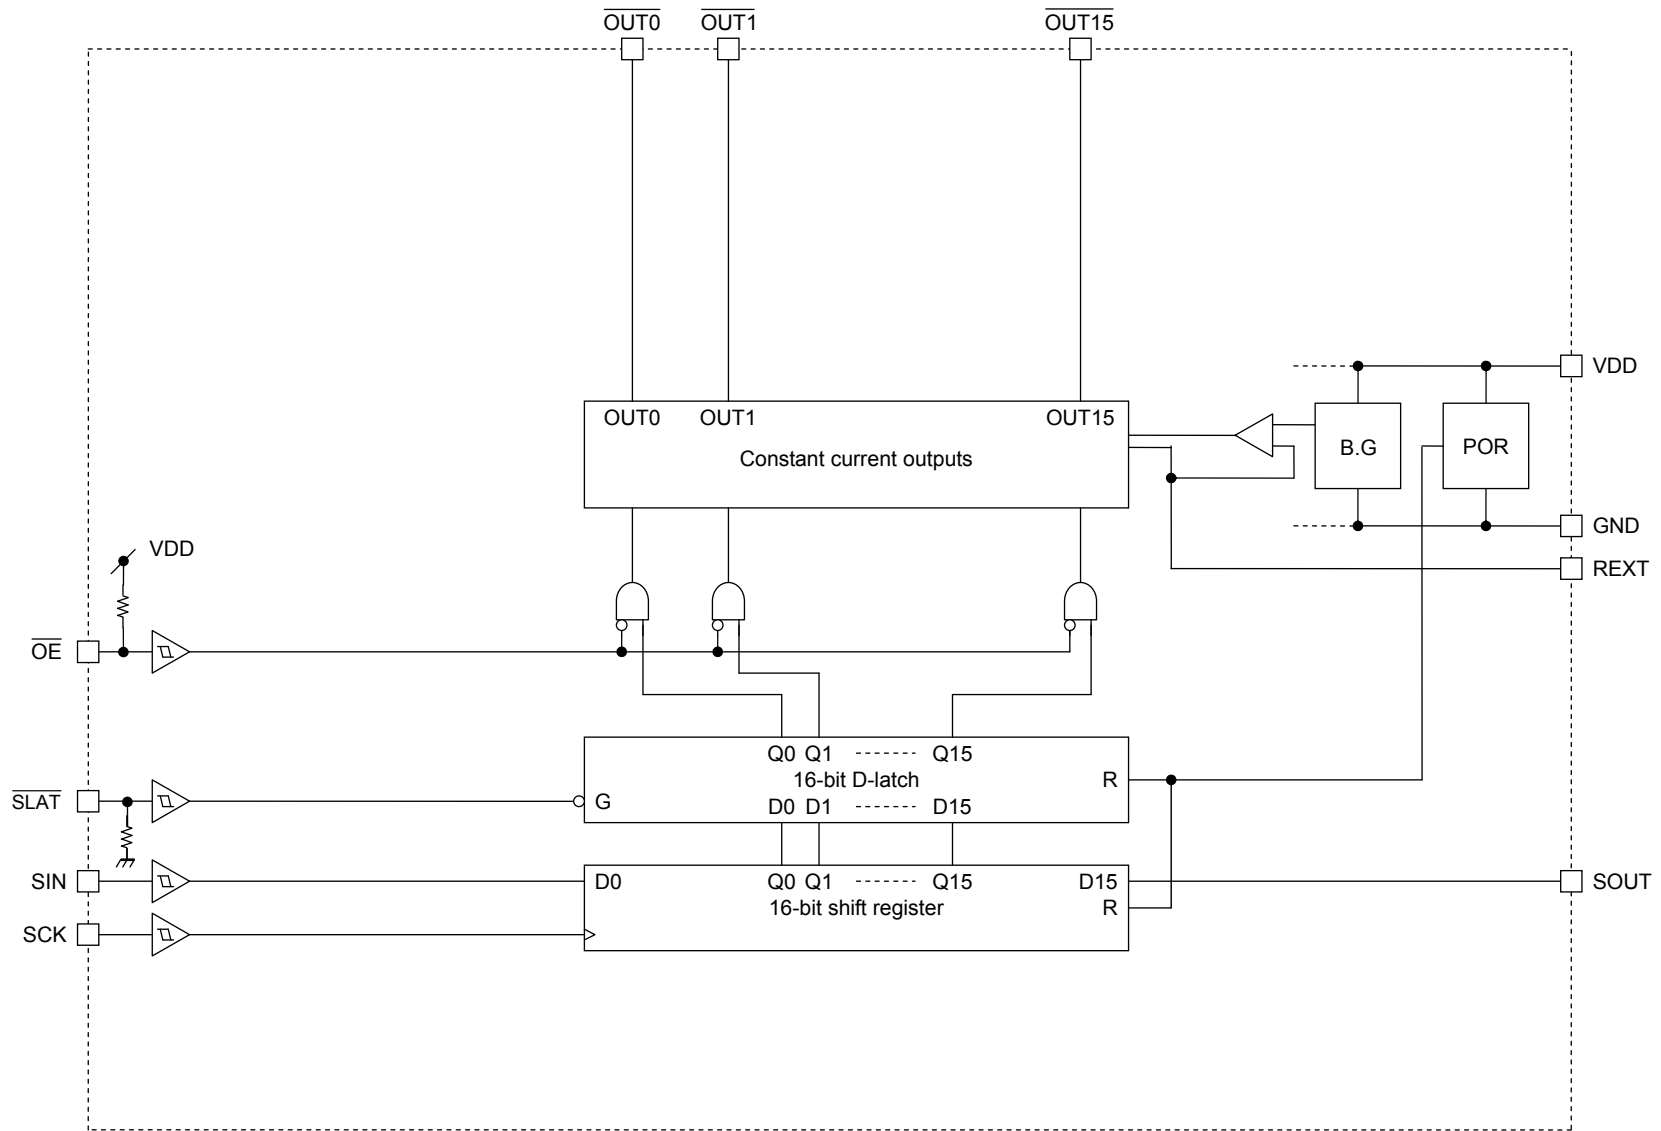 OUT0 OUT1 OUT15
VDD
OUT0 OUT1 OUT15
Constant current outputs
B.G
POR
GND
VDD
REXT
OE
Q0 Q1 Q15
16-bit D-latch
R
SLAT
G
D0 D1 D15
SIN
D0 Q0 Q1 Q15 D15
SOUT
16-bit shift register
R
SCK